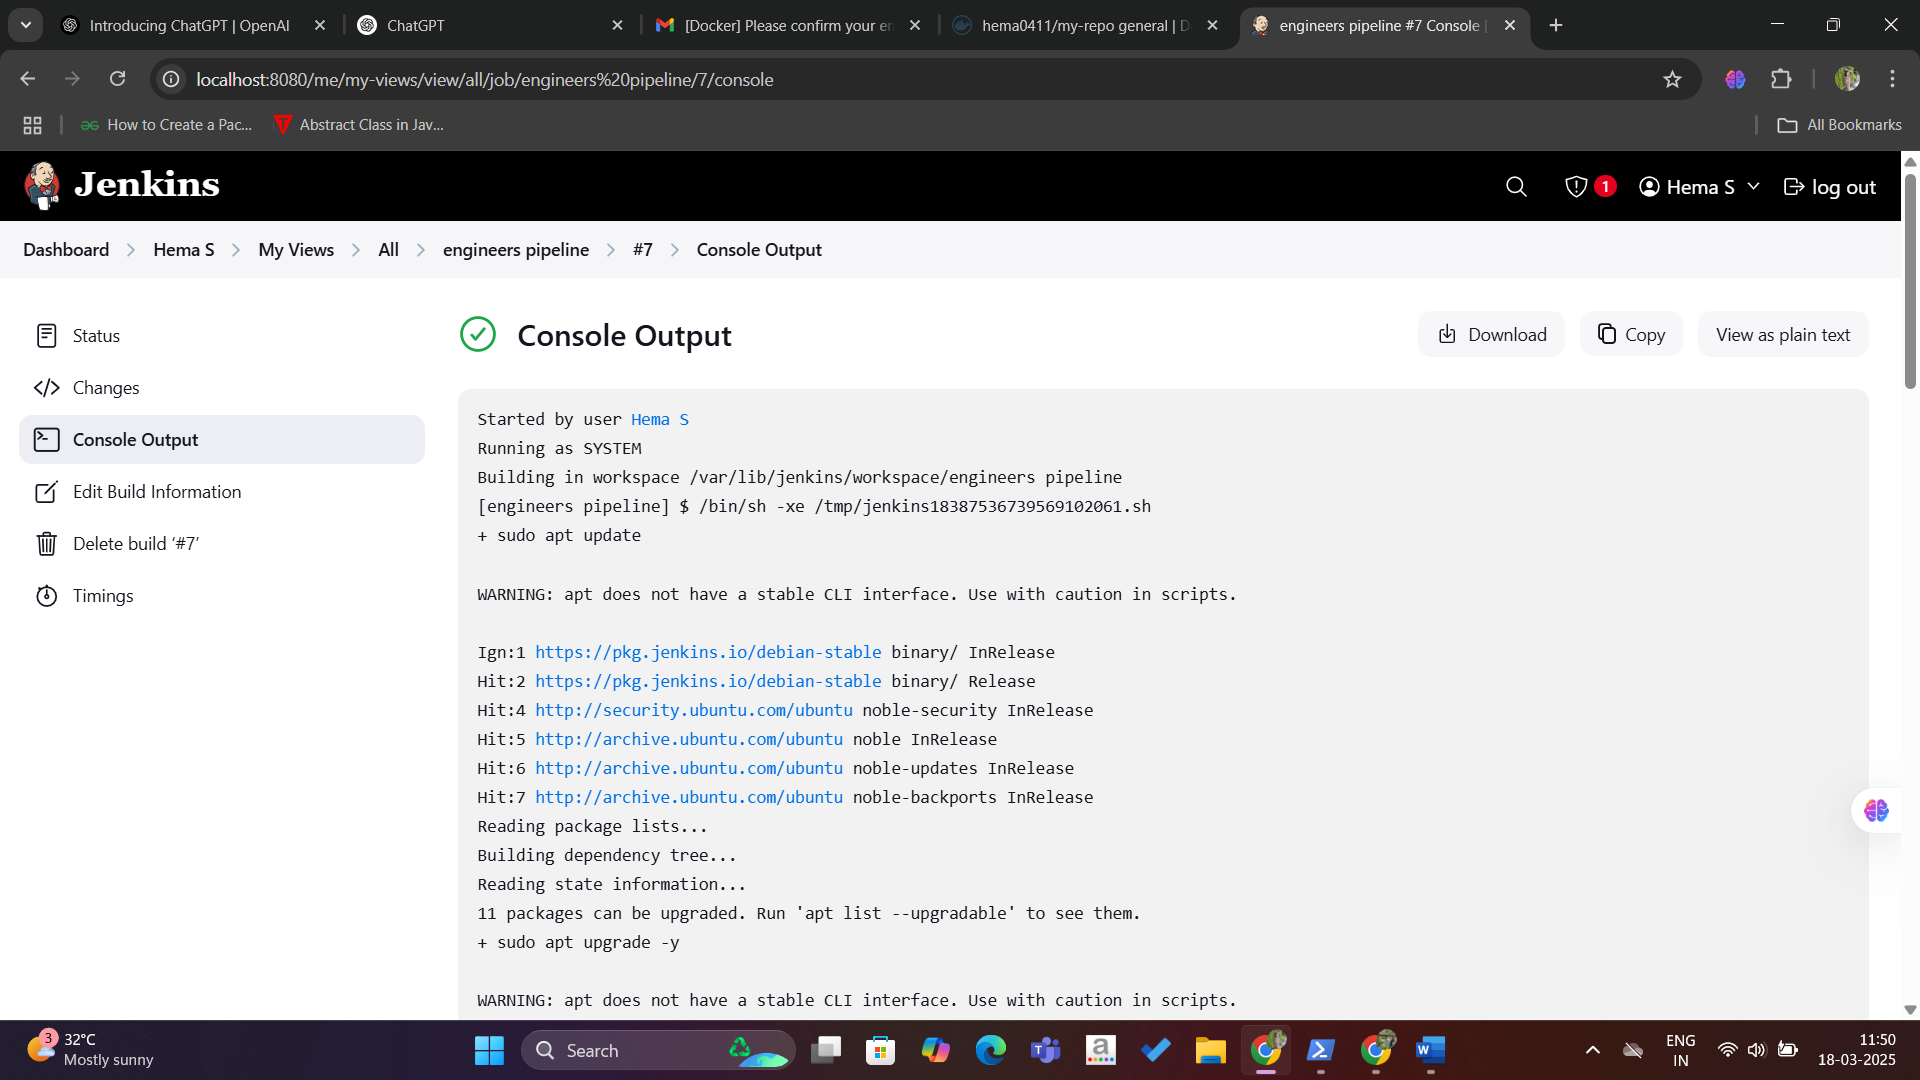 Introducing ChatGPT | OpenAI
ChatGPT
[Docker] Please confirm your en
hema0411/my-repo general | D
engineers pipeline #7 Console [
localhost:8080/me/my-views/view/all/job/engineers%20pipeline/7/console
How to Create a Pac...
Abstract Class in Jav...
All Bookmarks
Jenkins
1
Hema S
log out
Dashboard
Hema S
My Views
All
engineers pipeline
#7
Console Output
Status
Changes
Console Output
Edit Build Information
Delete build ‘#7’
Timings
Console Output
Download
Copy
View as plain text
Started by user Hema S
Running as SYSTEM
Building in workspace /var/lib/jenkins/workspace/engineers pipeline
[engineers pipeline] $ /bin/sh -xe /tmp/jenkins18387536739569102061.sh
+ sudo apt update
WARNING: apt does not have a stable CLI interface. Use with caution in scripts.
Ign:1 https://pkg.jenkins.io/debian-stable binary/ InRelease
Hit:2 https://pkg.jenkins.io/debian-stable binary/ Release
Hit:4 http://security.ubuntu.com/ubuntu noble-security InRelease
Hit:5 http://archive.ubuntu.com/ubuntu noble InRelease
Hit:6 http://archive.ubuntu.com/ubuntu noble-updates InRelease
Hit:7 http://archive.ubuntu.com/ubuntu noble-backports InRelease
Reading package lists...
Building dependency tree...
Reading state information...
11 packages can be upgraded. Run 'apt list --upgradable' to see them.
+ sudo apt upgrade -y
WARNING: apt does not have a stable CLI interface. Use with caution in scripts.
3
32°C
Mostly sunny
Search
ENG
IN
11:50
18-03-2025